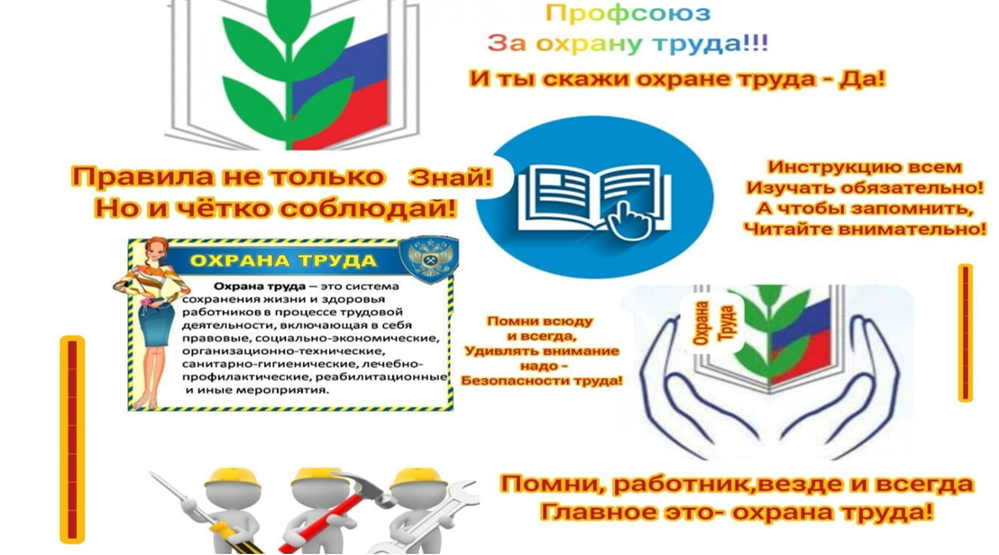 Профсоюз
За охрану труда!!!
И ты скажи охране труда - Да!
Правила не только Знай!
Но и чётко соблюдай!
Инструкцию всем
Изучать обязательно!
А чтобы запомнить,
Читайте внимательно!
ОХРАНА ТРУДА
Охрана труда – это система
сохранения жизни и здоровья
работников в процессе трудовой
деятельности, включающая в себя
правовые, социально-экономические,
организационно-технические,
санитарно-гигиенические, лечебно-
профилактические, реабилитационные
и иные мероприятия.
Помни всюду
и всегда,
Удивлять внимание
надо -
Безопасности труда!
Охрана
Труда
Помни, работник,везде и всегда
Главное это- охрана труда!